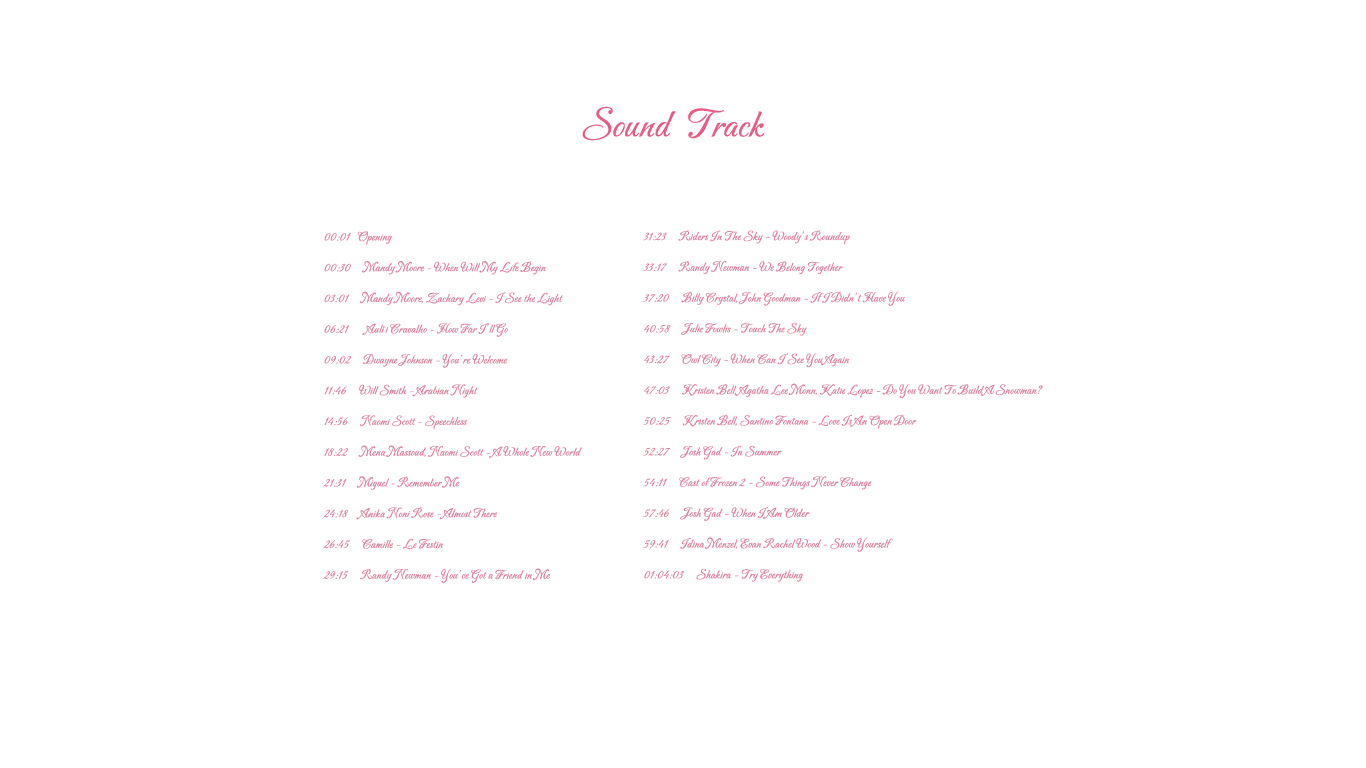 Sound Track
00:01 Opening
00:30 Mandy Moore - When Will My Life Begin
03:01 Mandy Moore, Zachary Levi - I See the Light
06:21 Auli i Cravalho - How Far I'll Go
09:02 Dwayne Johnson - You're Welcome
11:46 Will Smith - Arabian Night
14:56 Naomi Scott - Speechless
18:22 Mena Massoud, Naomi Scott - A Whole New World
21:31 Miguel - Remember Me
24:18 Anika Noni Rose - Almost There
26:45 Camille - Le Festin
29:15 Randy Newman - You've Got a Friend in Me
31:23 Riders In The Sky - Woody's Roundup
33:17 Randy Newman - We Belong Together
37:20 Billy Crystal, John Goodman - If I Didn't Have You
40:58 Julie Fowlis - Touch The Sky
43:27 Owl City - When Can I See You Again
47:03 Kristen Bell, Agatha Lee Monn, Katie Lopez - Do You Want To Build A Snowman?
50:25 Kristen Bell, Santino Fontana - Love Is An Open Door
52:27 Josh Gad - In Summer
54:11 Cast of Frozen 2 - Some Things Never Change
57:46 Josh Gad - When I Am Older
59:41 Idina Menzel, Evan Rachel Wood - Show Yourself
01:04:03 Shakira - Try Everything